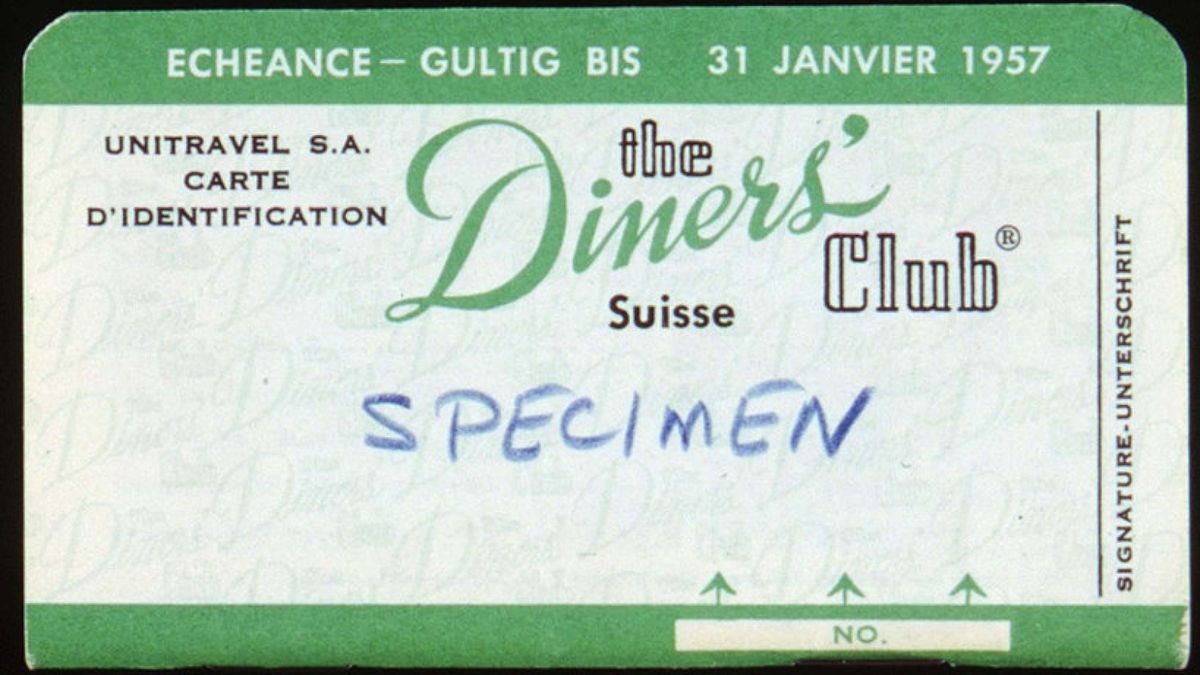 ECHEANCE – GULTIG BIS 31 JANVIER 1957
UNITRAVEL S.A.
CARTE
D'IDENTIFICATION
the
Diners'
Club®
Suisse
SPECIMEN
SIGNATURE-UNTERSCHRIFT
NO.